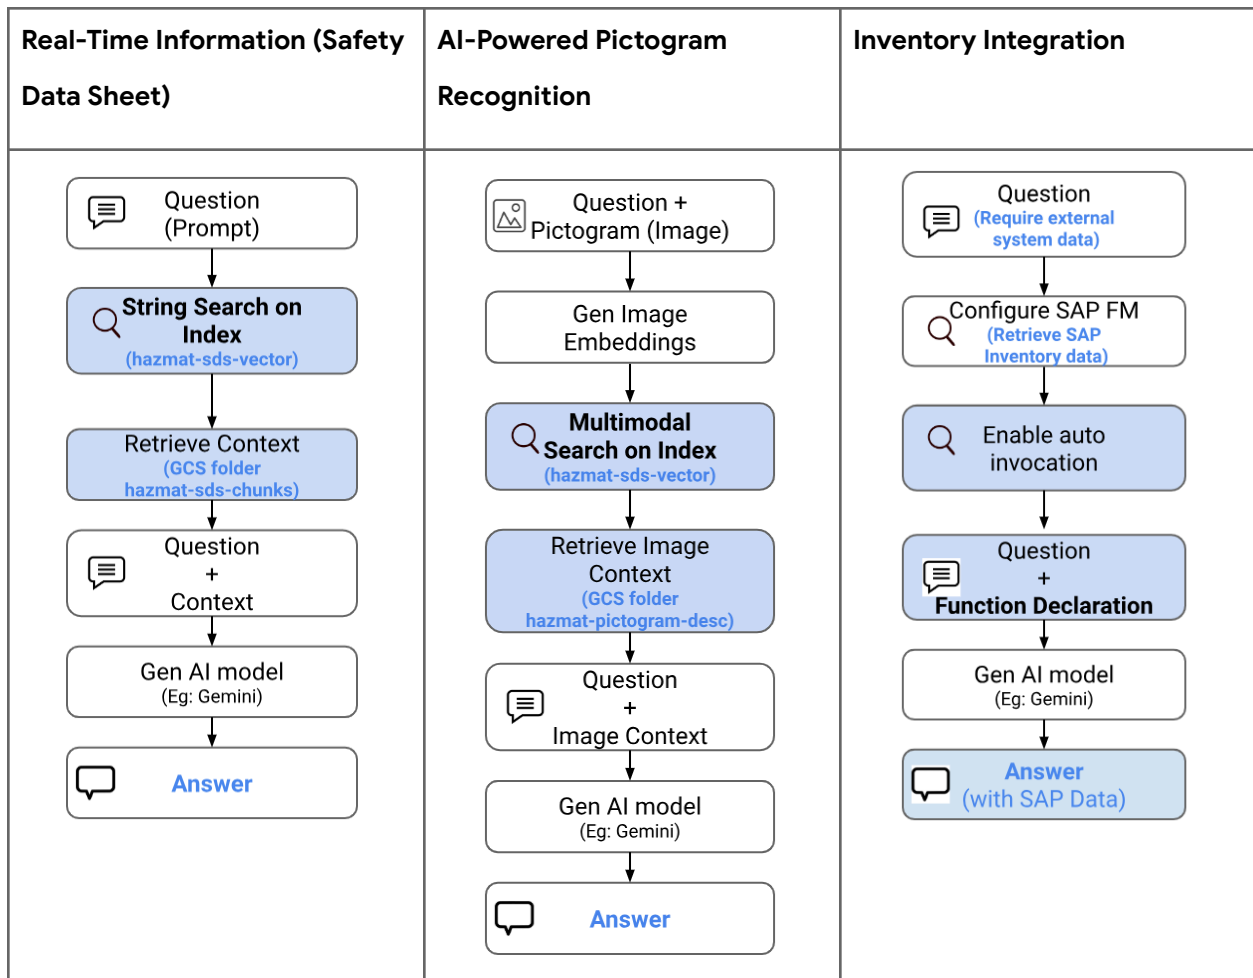 Real-Time Information (Safety
Data Sheet)
Question
(Prompt)
String Search on
Index
(hazmat-sds-vector)
Retrieve Context
(GCS folder
hazmat-sds-chunks)
Question
+
Context
Gen AI model
(Eg: Gemini)
Answer
AI-Powered Pictogram
Recognition
Question +
Pictogram (Image)
Gen Image
Embeddings
Multimodal
Search on Index
(hazmat-sds-vector)
Retrieve Image
Context
(GCS folder
hazmat-pictogram-desc)
Question
+
Image Context
Gen AI model
(Eg: Gemini)
Answer
Inventory Integration
Question
(Require external
system data)
Configure SAP FM
(Retrieve SAP
Inventory data)
Enable auto
invocation
Question
+
Function Declaration
Gen AI model
(Eg: Gemini)
Answer
(with SAP Data)